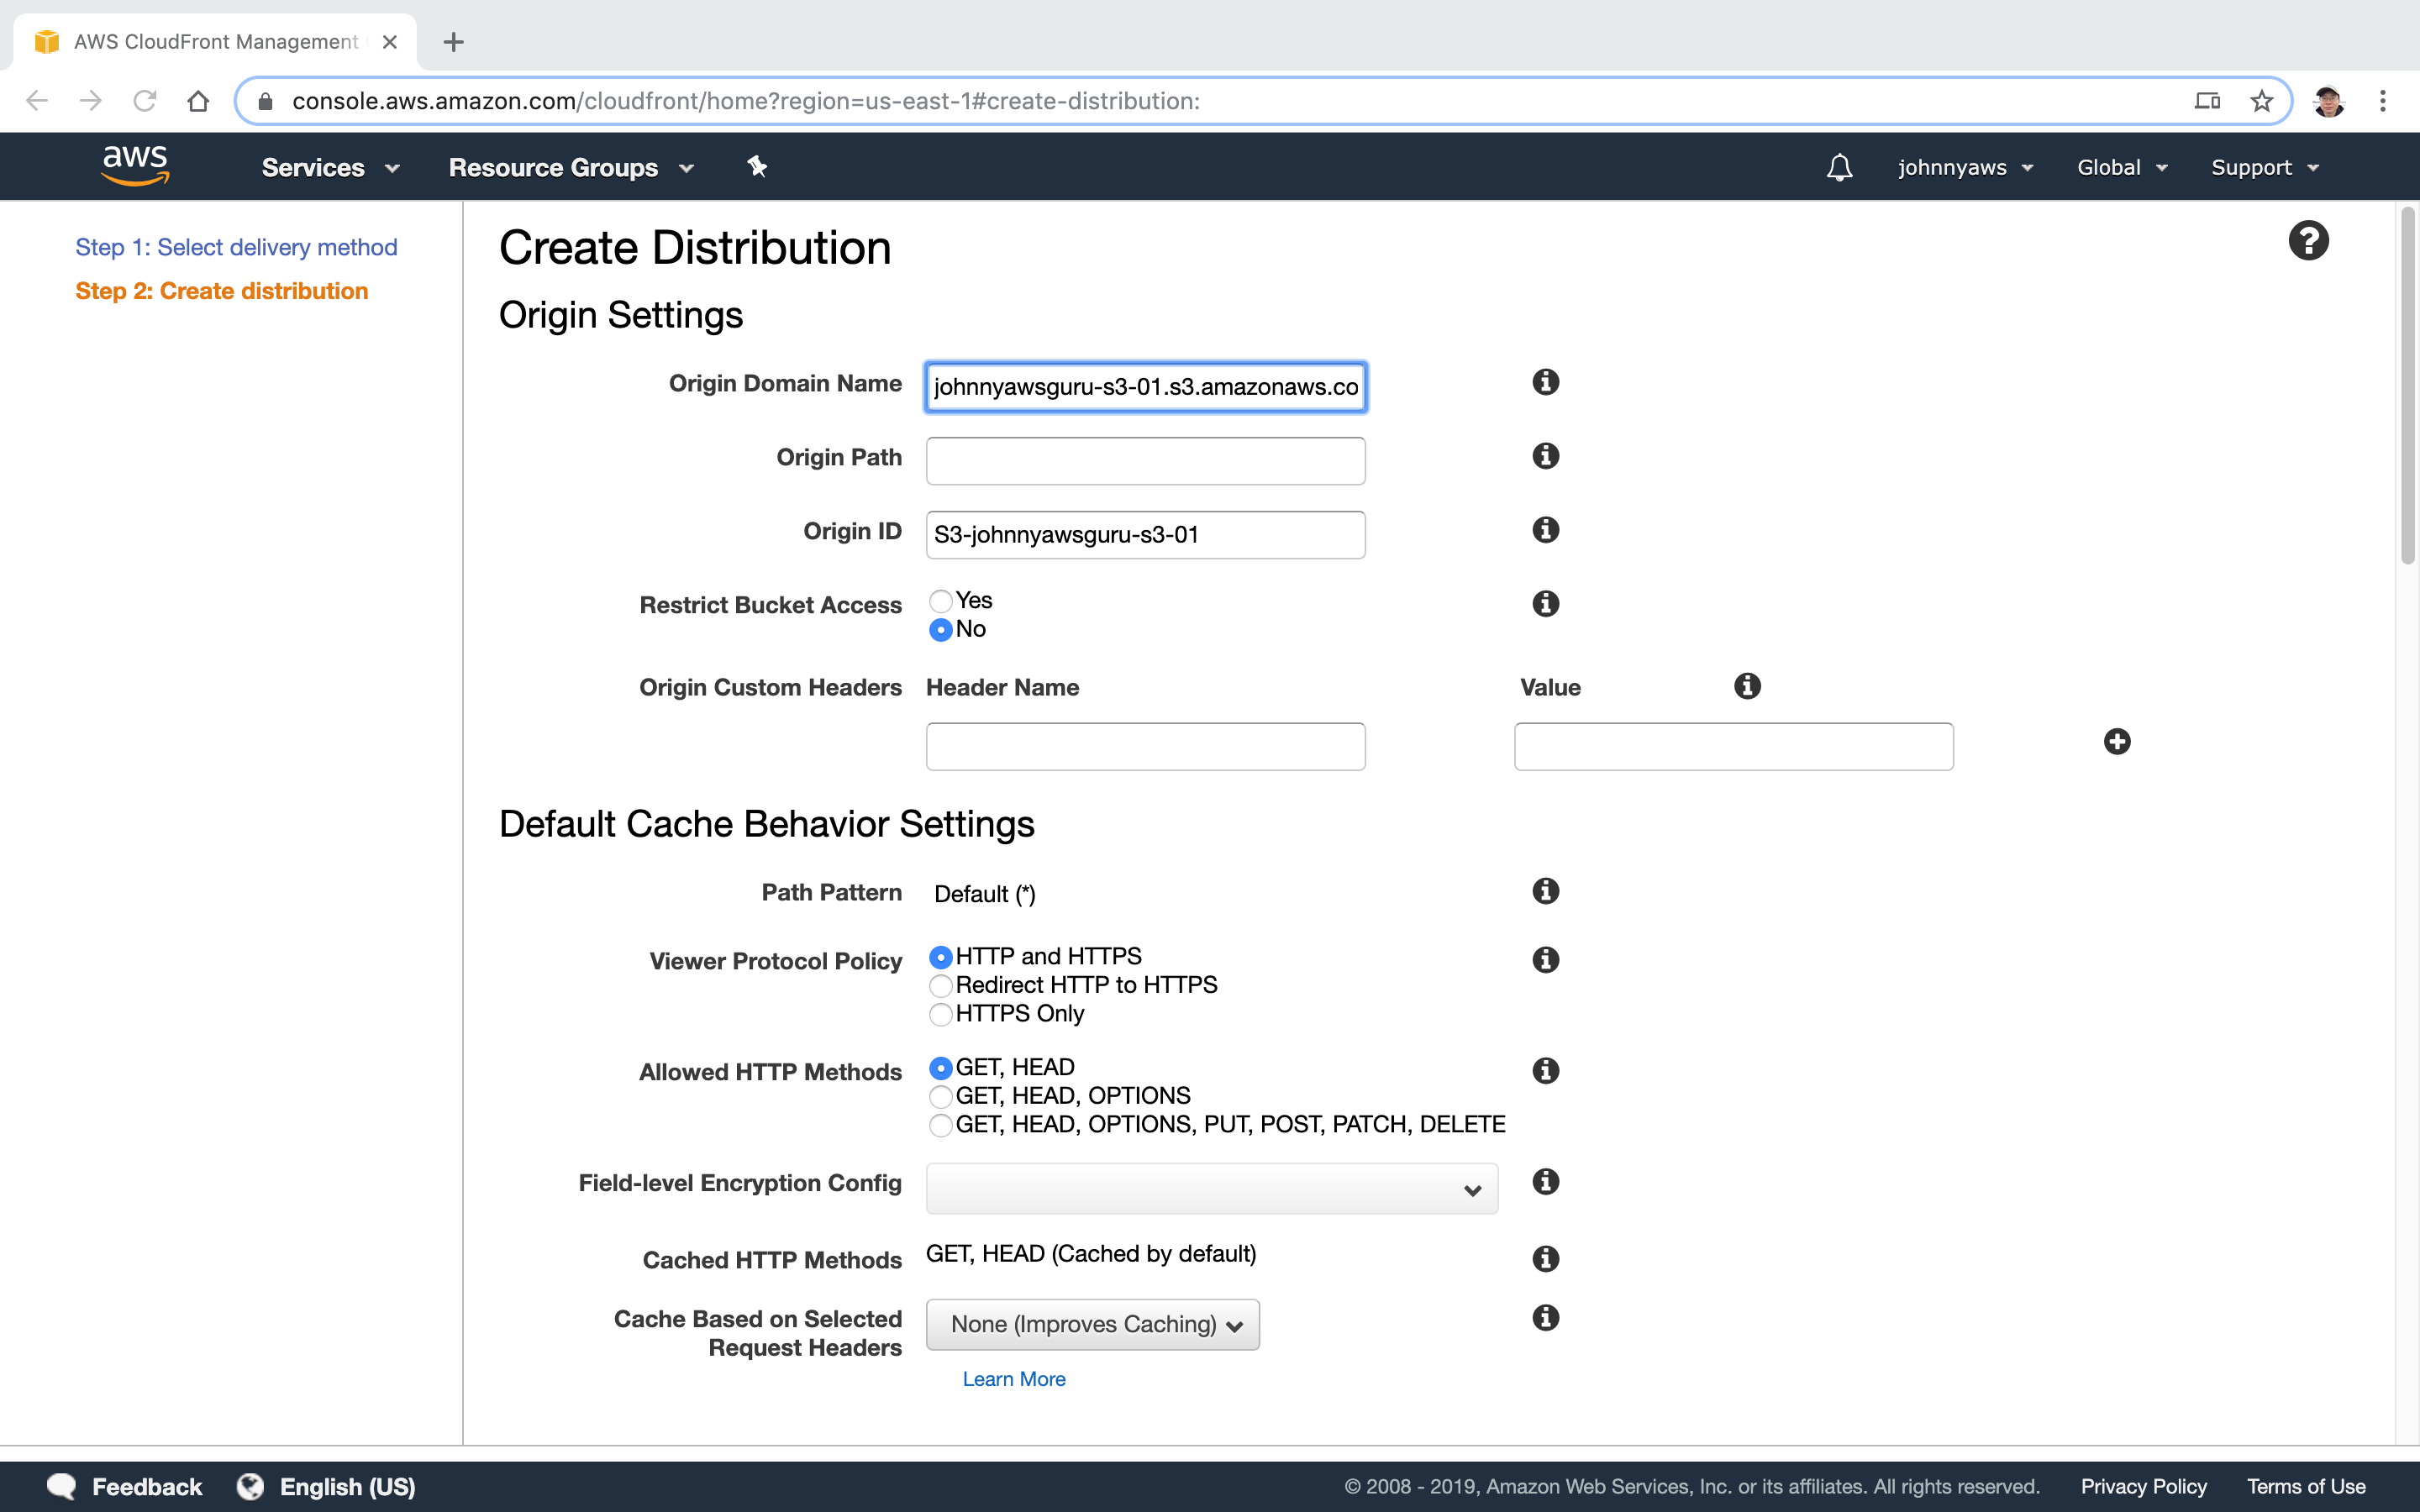 AWS CloudFront Management
console.aws.amazon.com/cloudfront/home?region=us-east-1#create-distribution:
aws
Services
Resource Groups
johnnyaws
Global
Support
Step 1: Select delivery method
Step 2: Create distribution
Create Distribution
Origin Settings
Origin Domain Name johnnyawsguru-s3-01.s3.amazonaws.co
Origin Path
Origin ID S3-johnnyawsguru-s3-01
Restrict Bucket Access Yes
No
Origin Custom Headers Header Name Value
Default Cache Behavior Settings
Path Pattern Default (*)
Viewer Protocol Policy HTTP and HTTPS
Redirect HTTP to HTTPS
HTTPS Only
Allowed HTTP Methods GET, HEAD
GET, HEAD, OPTIONS
GET, HEAD, OPTIONS, PUT, POST, PATCH, DELETE
Field-level Encryption Config
Cached HTTP Methods GET, HEAD (Cached by default)
Cache Based on Selected
Request Headers
None (Improves Caching)
Learn More
Feedback
English (US)
© 2008 - 2019, Amazon Web Services, Inc. or its affiliates. All rights reserved.
Privacy Policy
Terms of Use